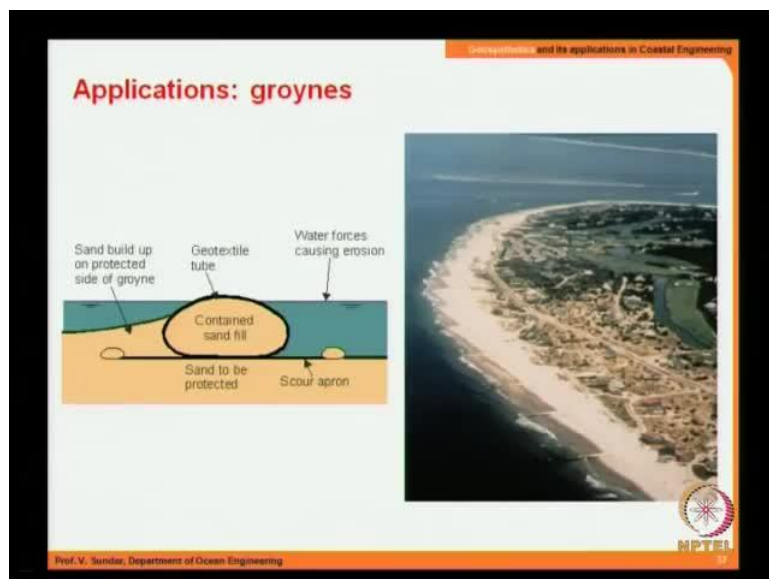 Geosynthetics and its applications in Coastal Engineering
Applications: groynes
Sand build up
on protected
side of groyne
Geotextile
tube
Water forces
causing erosion
Contained
sand fill
Sand to be
protected
Scour apron
NPTEL
Prof. V. Sundar, Department of Ocean Engineering